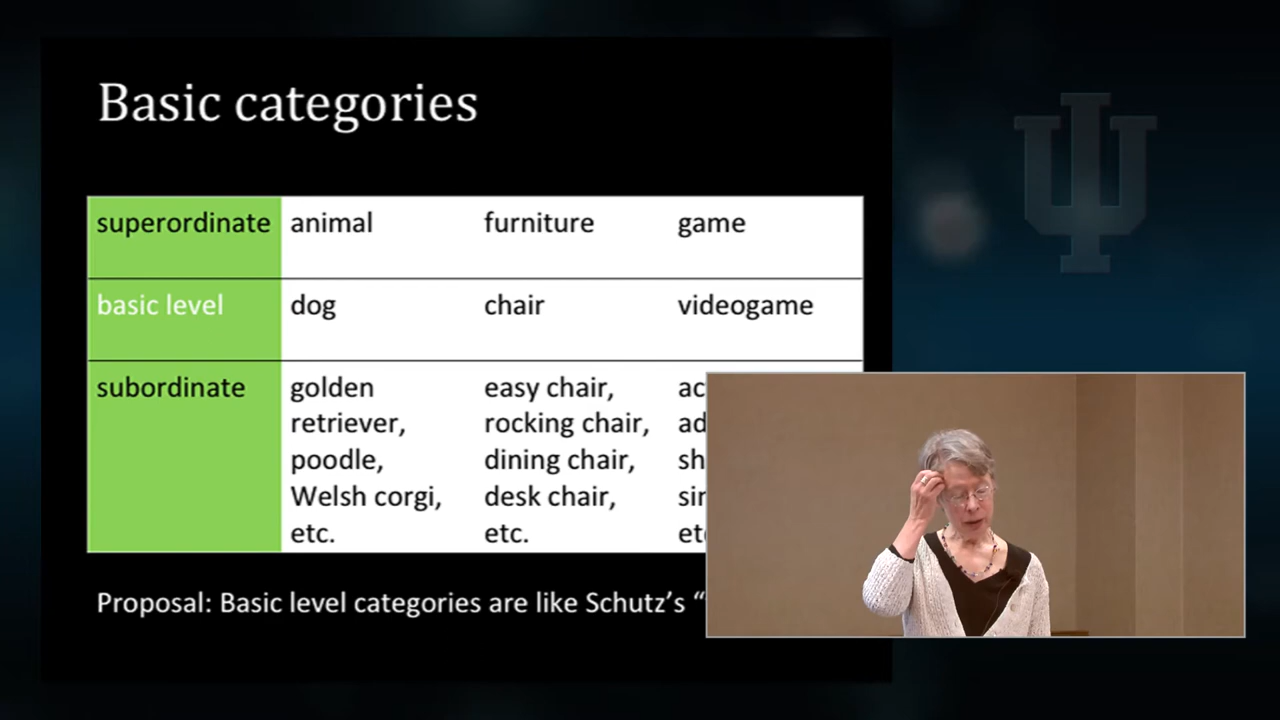 Basic categories
superordinate animal furniture game
basic level dog chair videogame
subordinate golden easy chair,
retriever, rocking chair,
poodle, dining chair,
Welsh corgi, desk chair,
etc. etc.
Proposal: Basic level categories are like Schutz's "